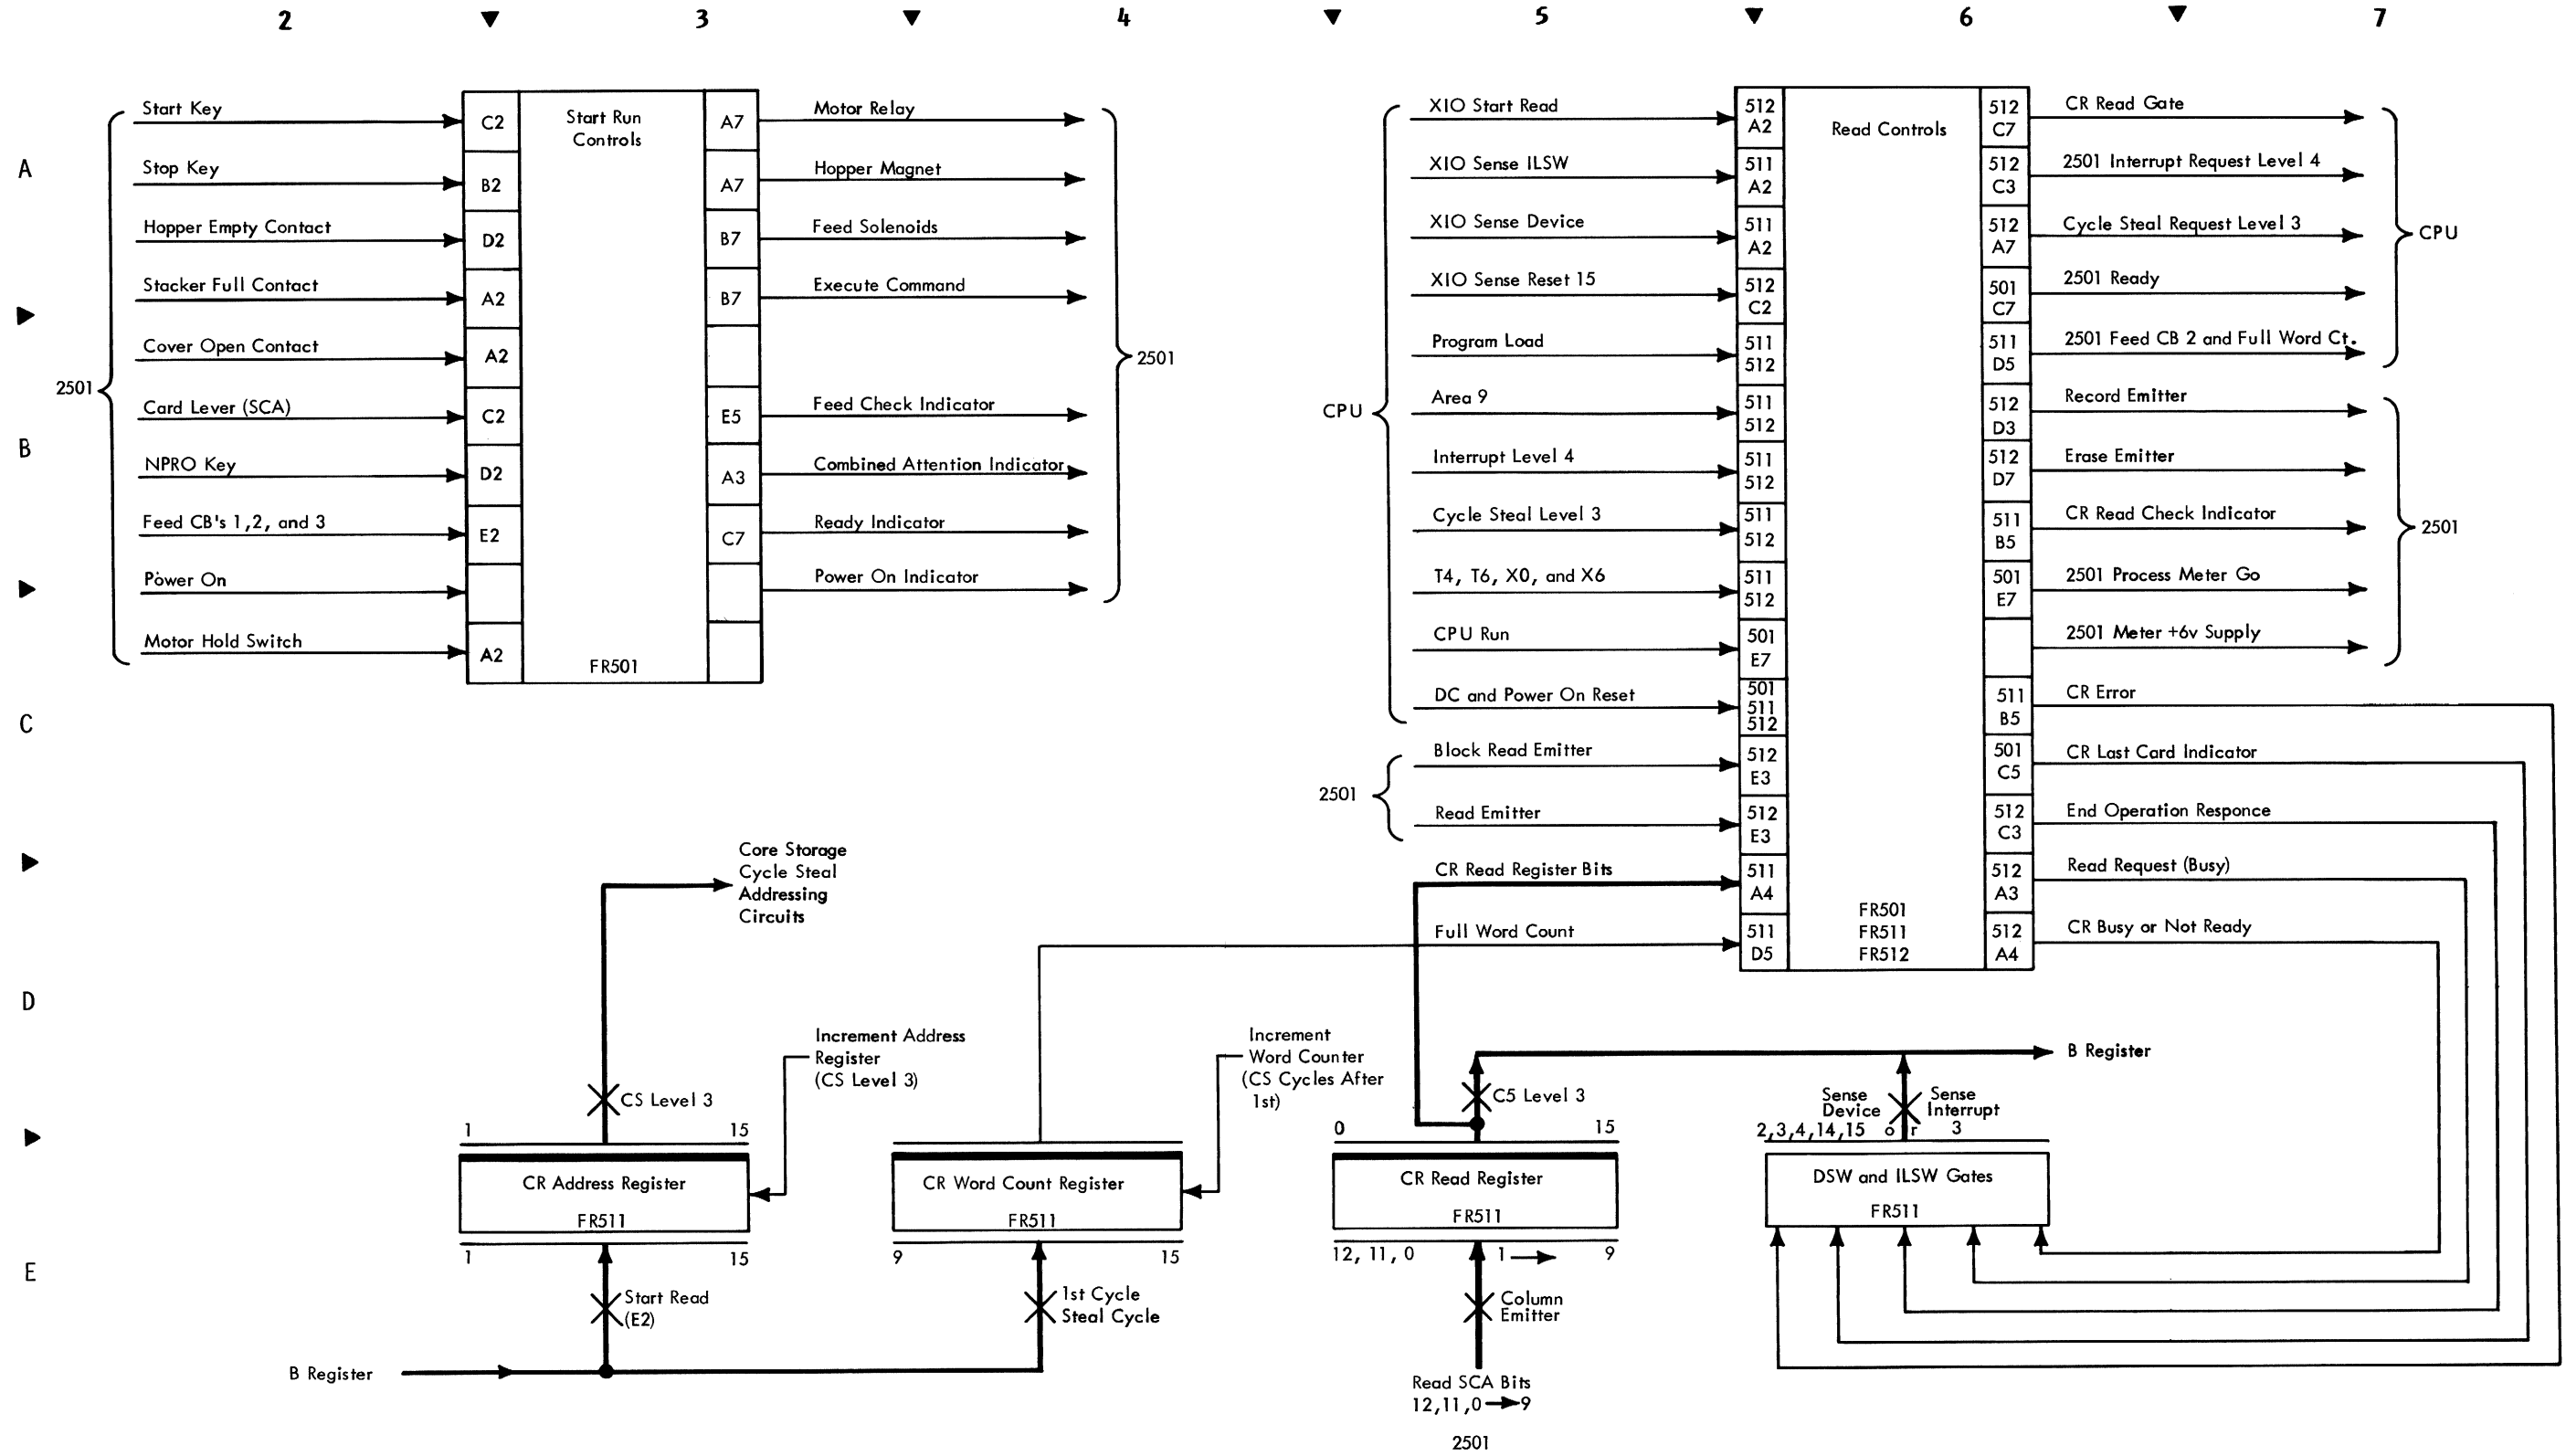 2 3 4 5 6 7
A
B
C
D
E
2501
Start Key
Stop Key
Hopper Empty Contact
Stacker Full Contact
Cover Open Contact
Card Lever (SCA)
NPRO Key
Feed CB's 1,2, and 3
Power On
Motor Hold Switch
C2
B2
D2
A2
A2
C2
D2
E2
A2
Start Run
Controls
FR501
A7
A7
B7
B7
E5
A3
C7
Motor Relay
Hopper Magnet
Feed Solenoids
Execute Command
Feed Check Indicator
Combined Attention Indicator
Ready Indicator
Power On Indicator
2501
CPU
XIO Start Read
XIO Sense ILSW
XIO Sense Device
XIO Sense Reset 15
Program Load
Area 9
Interrupt Level 4
Cycle Steal Level 3
T4, T6, X0, and X6
CPU Run
DC and Power On Reset
2501
Block Read Emitter
Read Emitter
CR Read Register Bits
Full Word Count
512
A2
511
A2
511
A2
512
C2
511
512
511
512
511
512
511
512
511
512
501
E7
501
511
512
512
E3
512
E3
511
A4
511
D5
Read Controls
FR501
FR511
FR512
512
C7
512
C3
512
A7
501
C7
511
D5
512
D3
512
D7
511
B5
501
E7
511
B5
501
C5
512
C3
512
A3
512
A4
CR Read Gate
2501 Interrupt Request Level 4
Cycle Steal Request Level 3
2501 Ready
2501 Feed CB 2 and Full Word Ct.
CPU
Record Emitter
Erase Emitter
CR Read Check Indicator
2501 Process Meter Go
2501 Meter +6v Supply
2501
CR Error
CR Last Card Indicator
End Operation Responce
Read Request (Busy)
CR Busy or Not Ready
Core Storage
Cycle Steal
Addressing
Circuits
CS Level 3
Increment Address
Register
(CS Level 3)
1 15
CR Address Register
FR511
1 15
Start Read
(E2)
B Register
Increment
Word Counter
(CS Cycles After
1st)
CR Word Count Register
FR511
9 15
1st Cycle
Steal Cycle
C5 Level 3
0 15
CR Read Register
FR511
12, 11, 0 1 9
Column
Emitter
Read SCA Bits
12,11,0 9
2501
B Register
Sense
Device
Sense
Interrupt
2,3,4,14,15 or 3
DSW and ILSW Gates
FR511